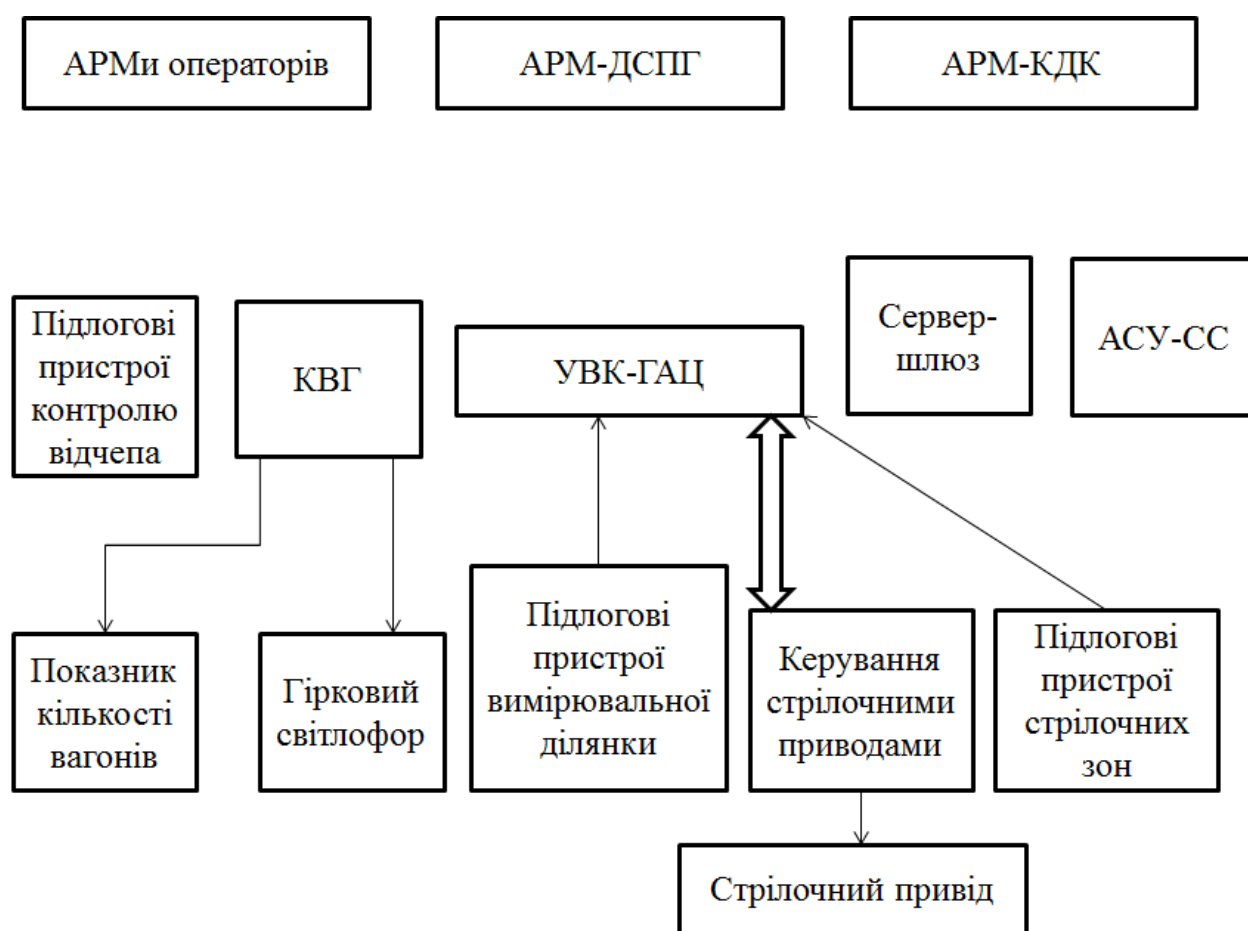 АРМи операторів
АРМ-ДСПГ
АРМ-КДК
Підлогові
пристрої
контролю
відчепа
КВГ
УВК-ГАЦ
Сервер-
шлюз
АСУ-СС
Показник
кількості
вагонів
Гірковий
світлофор
Підлогові
пристрої
вимірювальної
ділянки
Керування
стрілочними
приводами
Підлогові
пристрої
стрілочних
зон
Стрілочний привід